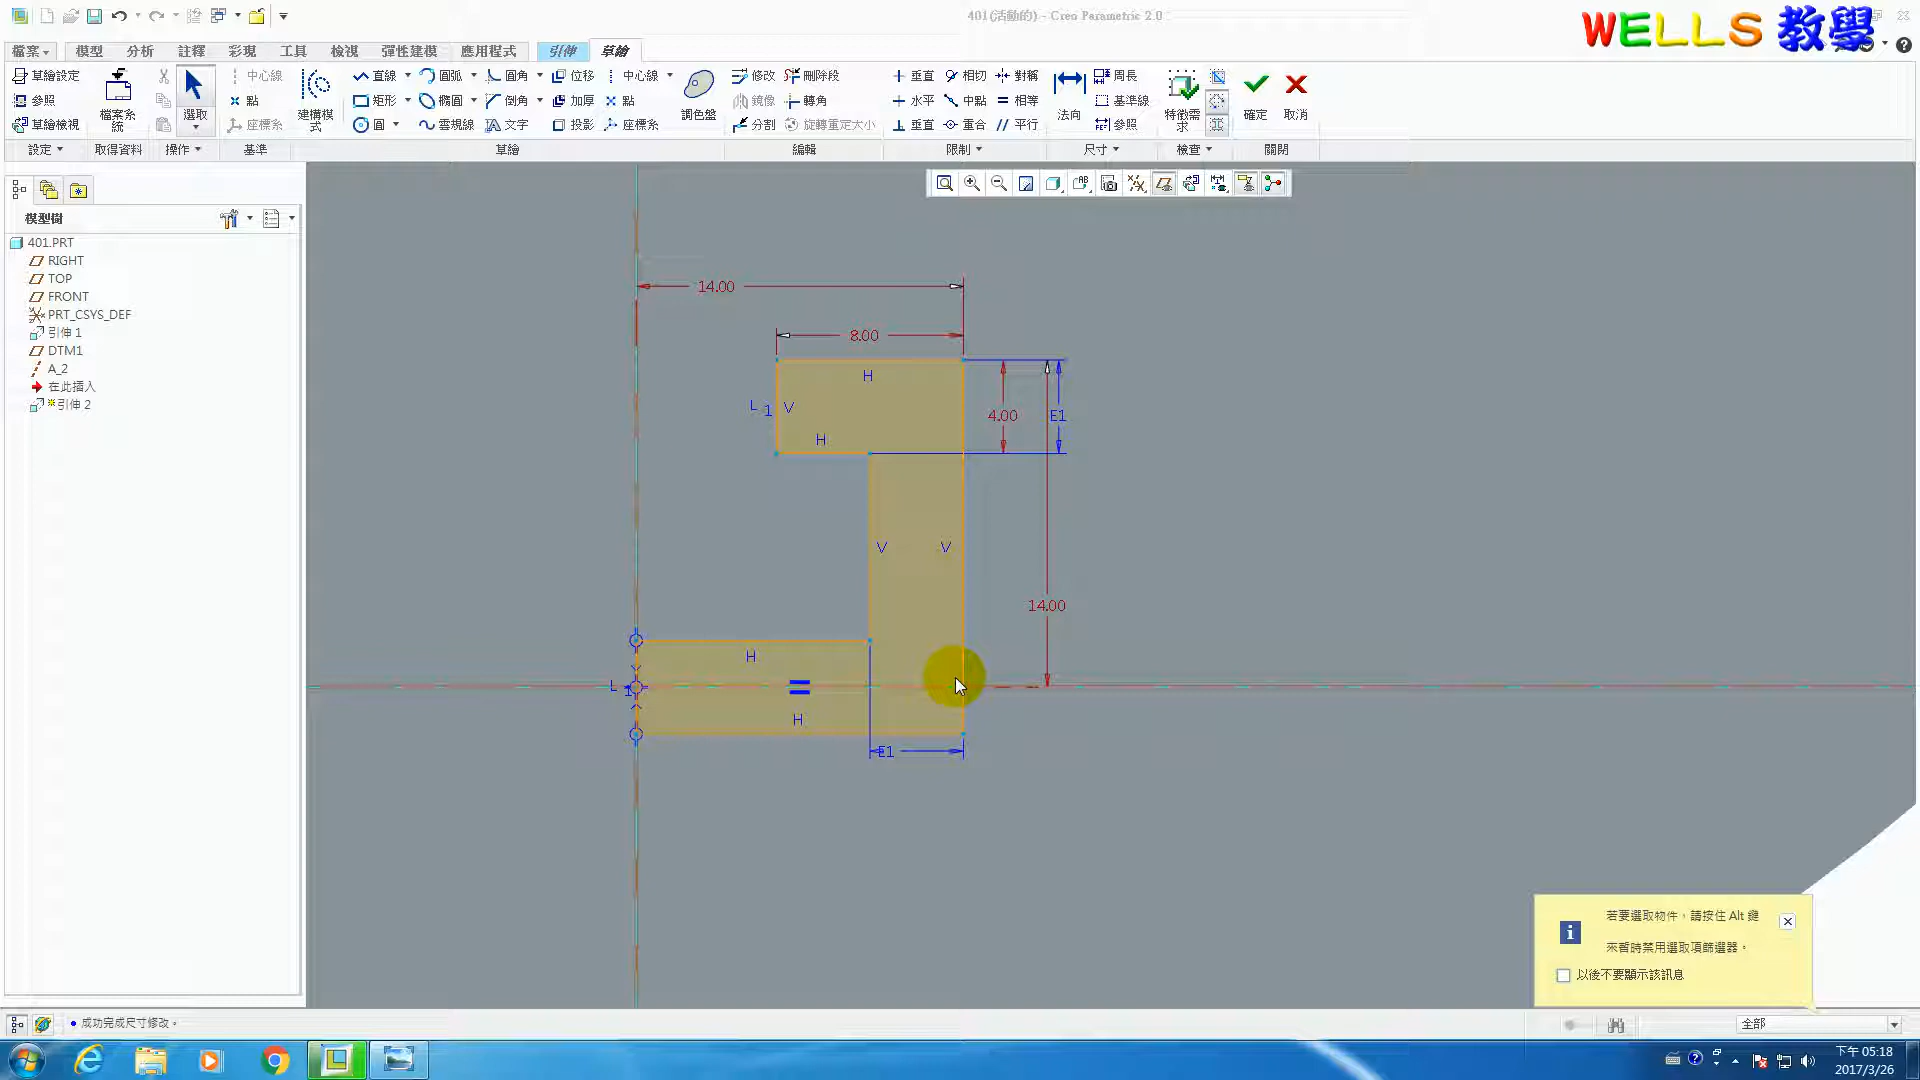 401(活動的) - Creo Parametric 2.0
WELLS 教學
檔案 模型 分析 註釋 彩現 工具 檢視 彈性建模 應用程式 引伸 草繪
草繪設定
參照
草繪檢視
檔案系統
選取
中心線
點
座標系
建構模式
直線 圓弧 圓角 位移 中心線
矩形 橢圓 倒角 加厚 點
圓 雲規線 文字 投影 座標系
調色盤
修改 刪除段
鏡像 轉角
分割 旋轉重定大小
垂直 相切 對稱
水平 中點 相等
垂直 重合 平行
法向
周長
基準線
參照
特徵需求
確定 取消
設定 取得資料 操作 基準 草繪 編輯 限制 尺寸 檢查 關閉
模型樹
401.PRT
RIGHT
TOP
FRONT
PRT_CSYS_DEF
引伸 1
DTM1
A_2
在此插入
引伸 2
14.00
8.00
H
L 1 V
4.00 E1
H
V V
14.00
H
L 1
H
E1
若要選取物件，請按住 Alt 鍵
來暫時禁用選取項篩選器。
以後不要顯示該訊息
成功完成尺寸修改。
全部
下午 05:18
2017/3/26